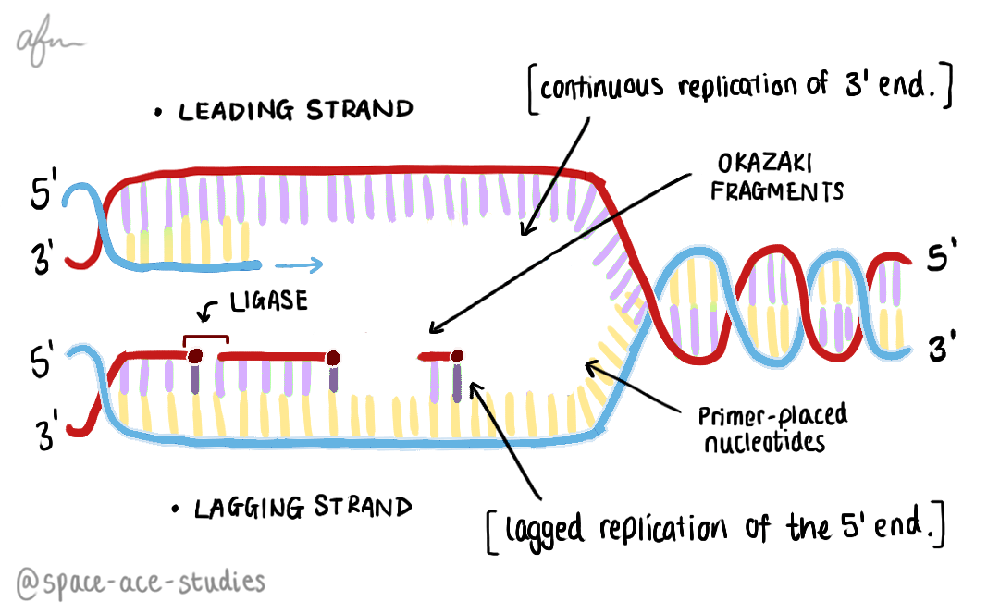 afm
[continuous replication of 3' end.]
• LEADING STRAND
OKAZAKI
FRAGMENTS
5'
3'
5'
3'
LIGASE
5'
3'
Primer-placed
nucleotides
• LAGGING STRAND
[lagged replication of the 5' end.]
@space-ace-studies